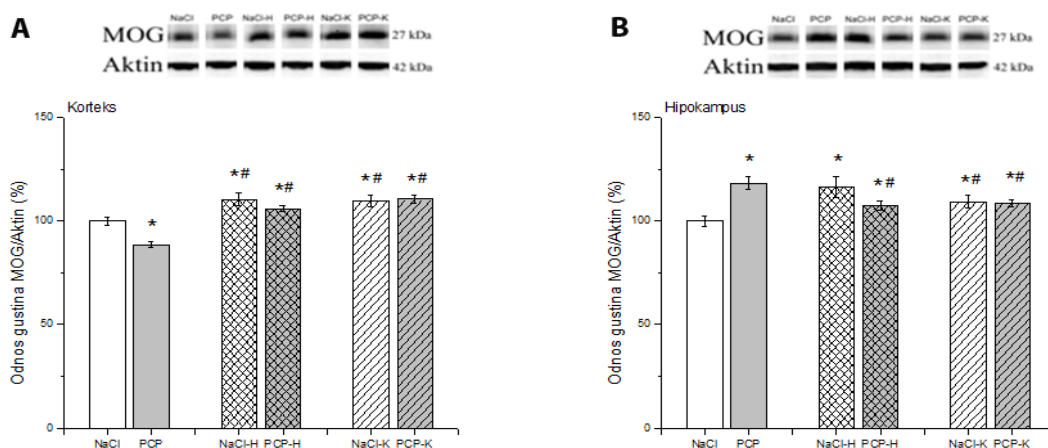 A
NaCl PCP NaCl-H PCP-H NaCl-K PCP-K
MOG 27 kDa
Aktin 42 kDa
Korteks
Odnos gustina MOG/Aktin (%)
150
100
50
0
* *# *# *# *#
NaCl PCP NaCl-H PCP-H NaCl-K PCP-K
B
NaCl PCP NaCl-H PCP-H NaCl-K PCP-K
MOG 27 kDa
Aktin 42 kDa
Hipokampus
Odnos gustina MOG/Aktin (%)
150
100
50
0
* * *# *# *#
NaCl PCP NaCl-H PCP-H NaCl-K PCP-K